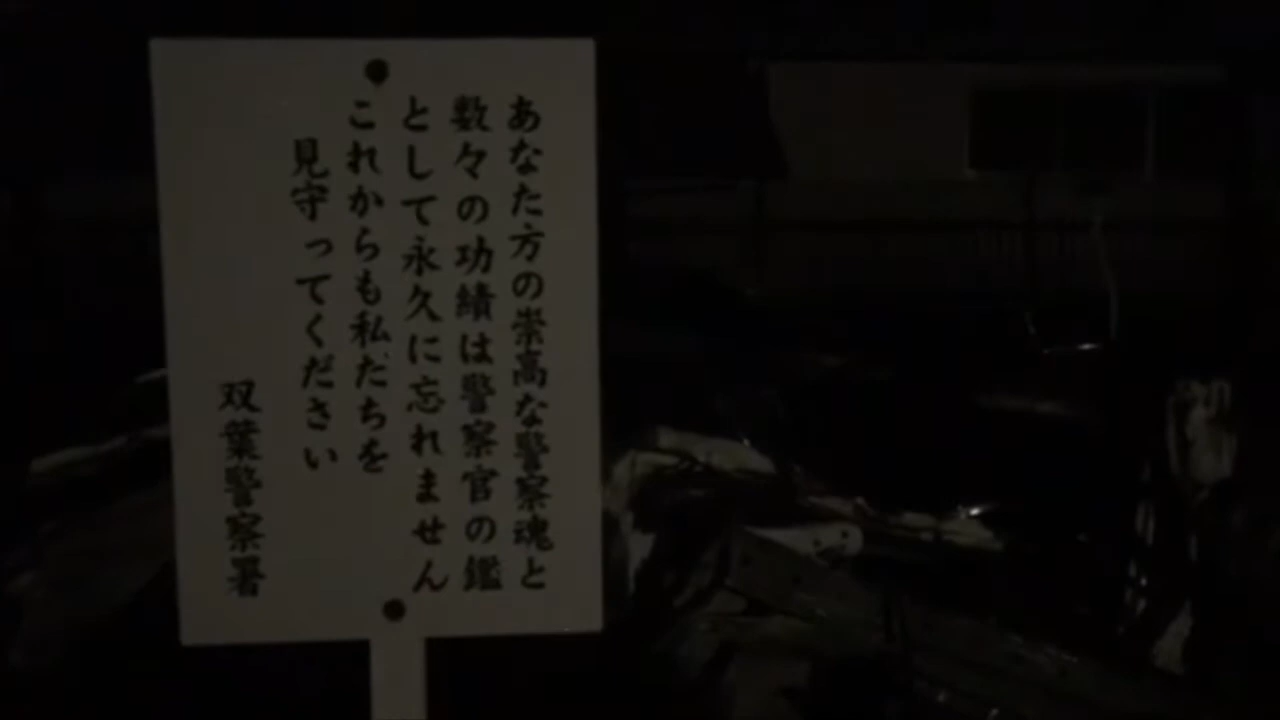 あなた方の崇高な警察魂と
数々の功績は警察官の鑑
として永久に忘れません
これからも私だちを
見守ってください
双葉警察署